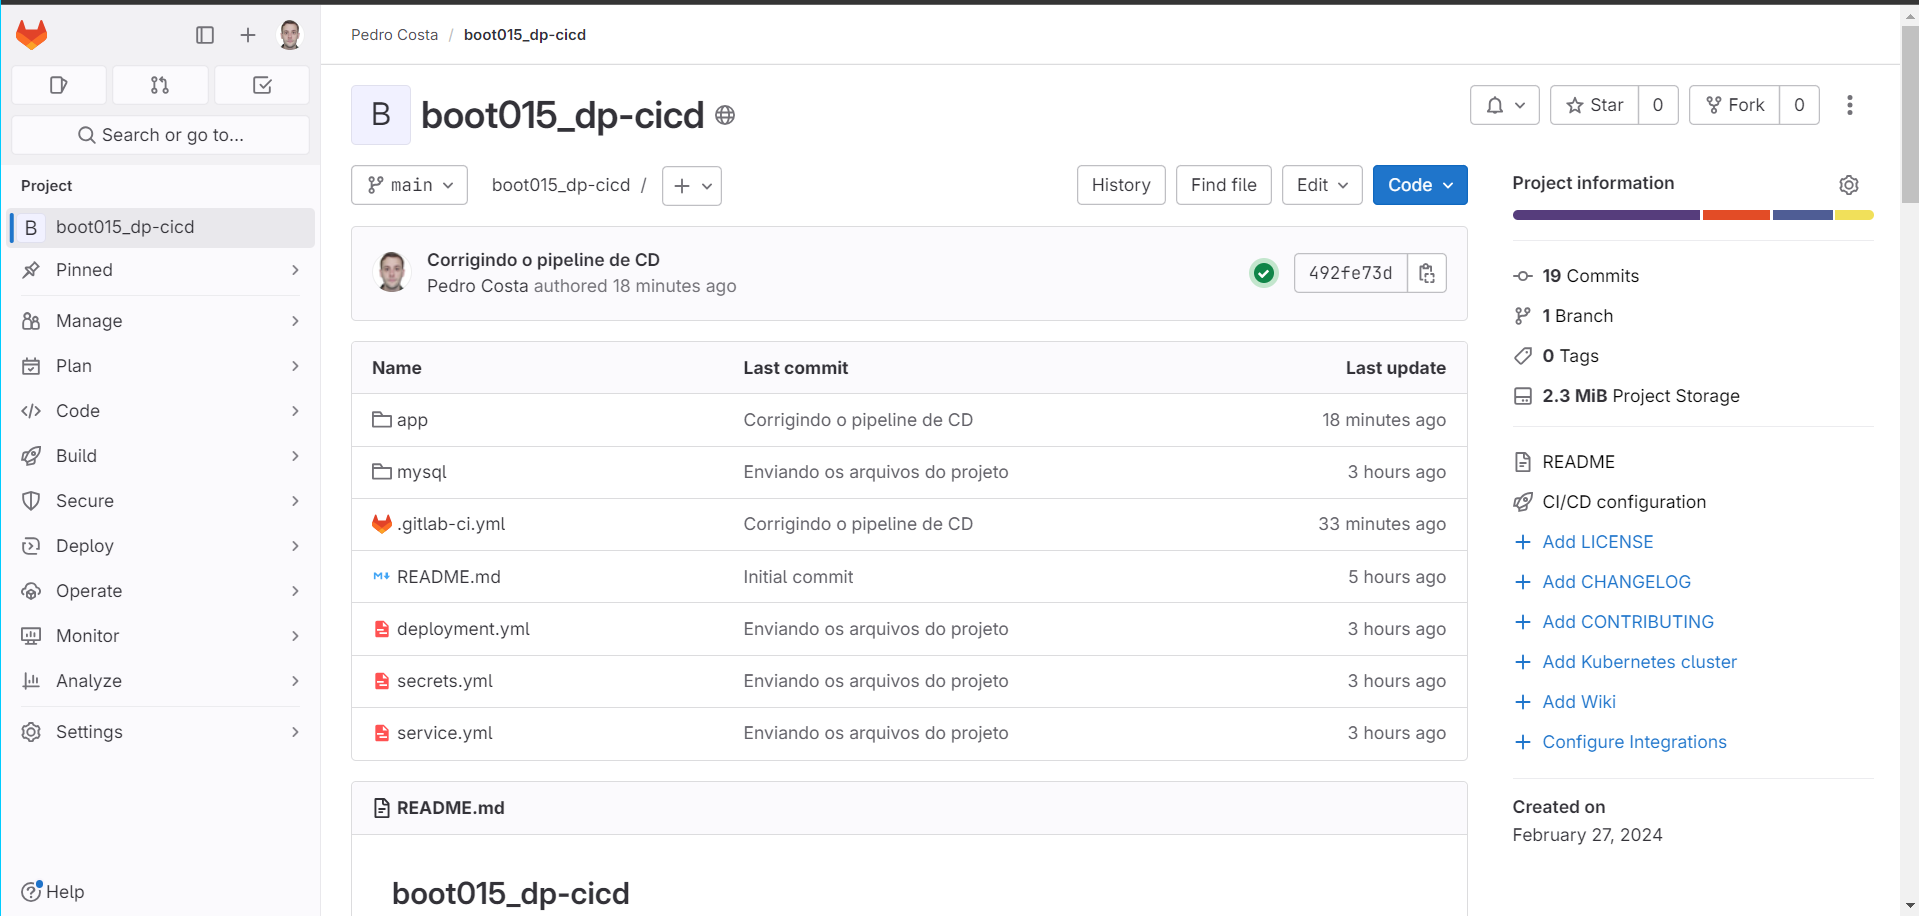 Pedro Costa / boot015_dp-cicd
Search or go to...
Project
B boot015_dp-cicd
Pinned
Manage
Plan
Code
Build
Secure
Deploy
Operate
Monitor
Analyze
Settings
Help
B boot015_dp-cicd
Star 0
Fork 0
main
boot015_dp-cicd /
History
Find file
Edit
Code
Corrigindo o pipeline de CD
Pedro Costa authored 18 minutes ago
492fe73d
Name Last commit Last update
app Corrigindo o pipeline de CD 18 minutes ago
mysql Enviando os arquivos do projeto 3 hours ago
.gitlab-ci.yml Corrigindo o pipeline de CD 33 minutes ago
README.md Initial commit 5 hours ago
deployment.yml Enviando os arquivos do projeto 3 hours ago
secrets.yml Enviando os arquivos do projeto 3 hours ago
service.yml Enviando os arquivos do projeto 3 hours ago
README.md
boot015_dp-cicd
Project information
19 Commits
1 Branch
0 Tags
2.3 MiB Project Storage
README
CI/CD configuration
Add LICENSE
Add CHANGELOG
Add CONTRIBUTING
Add Kubernetes cluster
Add Wiki
Configure Integrations
Created on
February 27, 2024